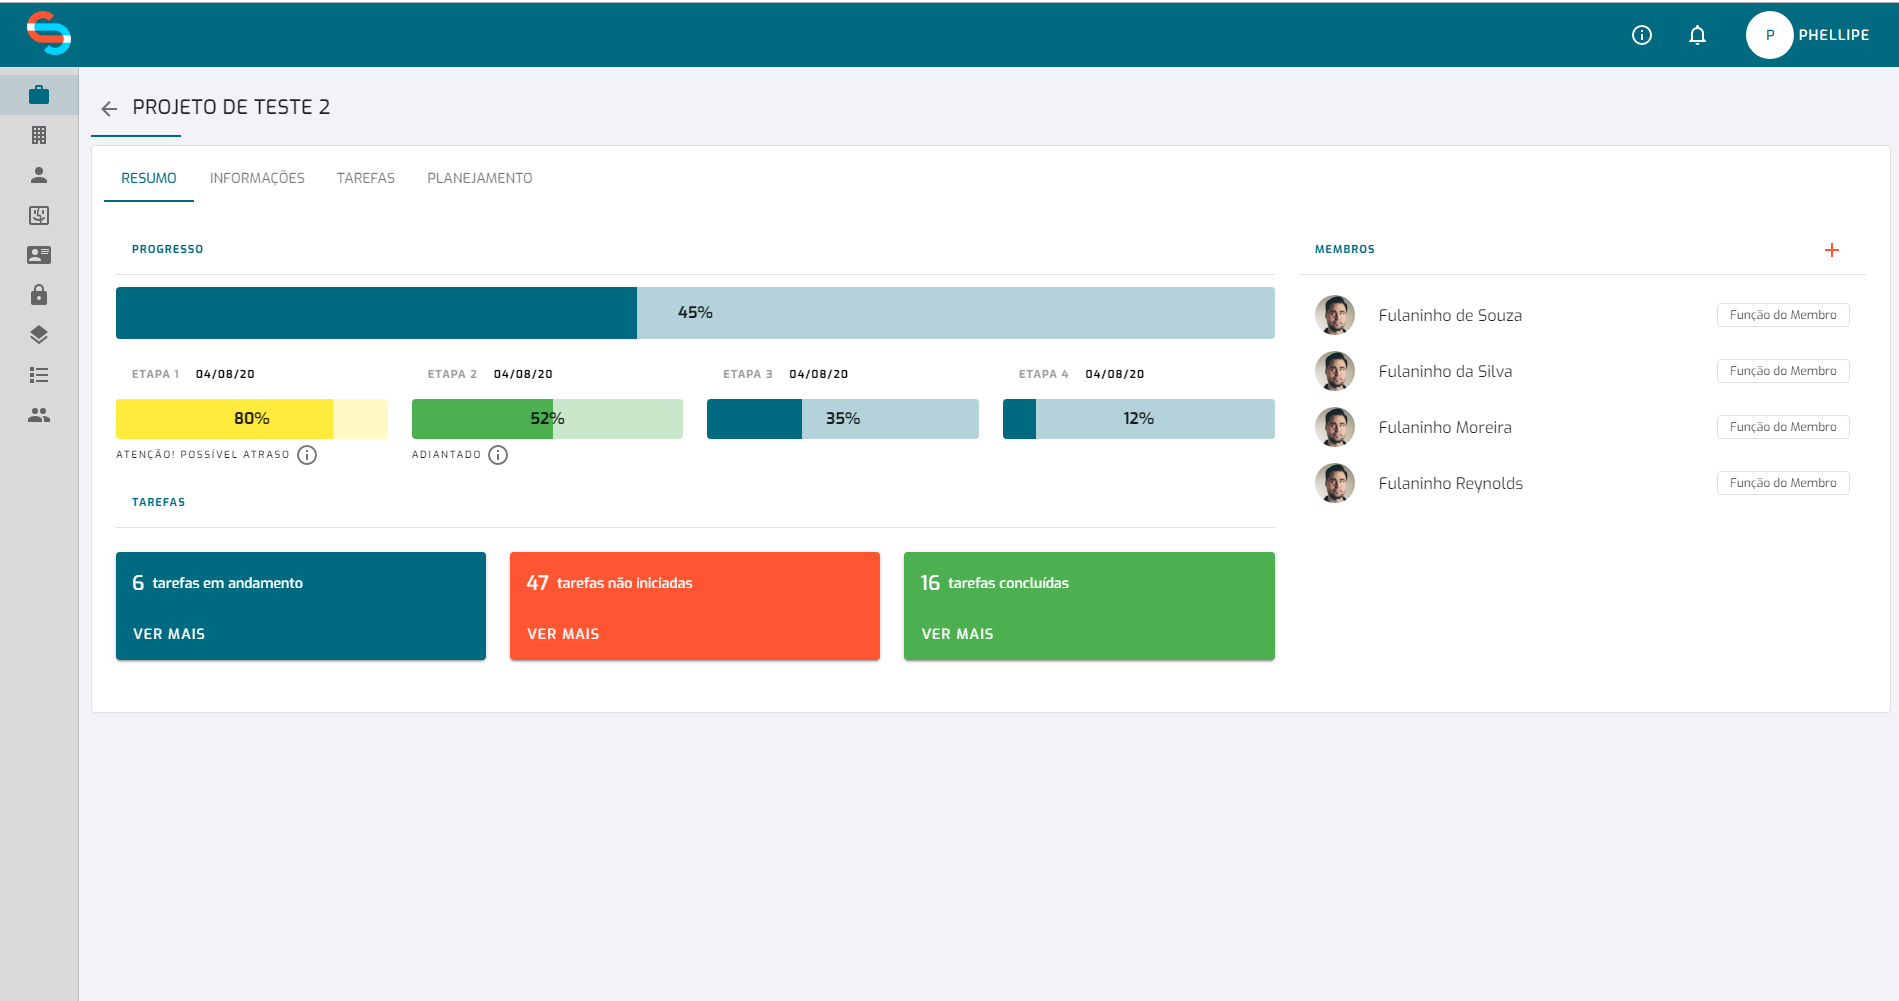 P PHELLIPE
PROJETO DE TESTE 2
RESUMO INFORMAÇÕES TAREFAS PLANEJAMENTO
PROGRESSO
45%
ETAPA 1 04/08/20
80%
ATENÇÃO! POSSÍVEL ATRASO
ETAPA 2 04/08/20
52%
ADIANTADO
ETAPA 3 04/08/20
35%
ETAPA 4 04/08/20
12%
TAREFAS
6 tarefas em andamento
VER MAIS
47 tarefas não iniciadas
VER MAIS
16 tarefas concluídas
VER MAIS
MEMBROS
Fulaninho de Souza Função do Membro
Fulaninho da Silva Função do Membro
Fulaninho Moreira Função do Membro
Fulaninho Reynolds Função do Membro